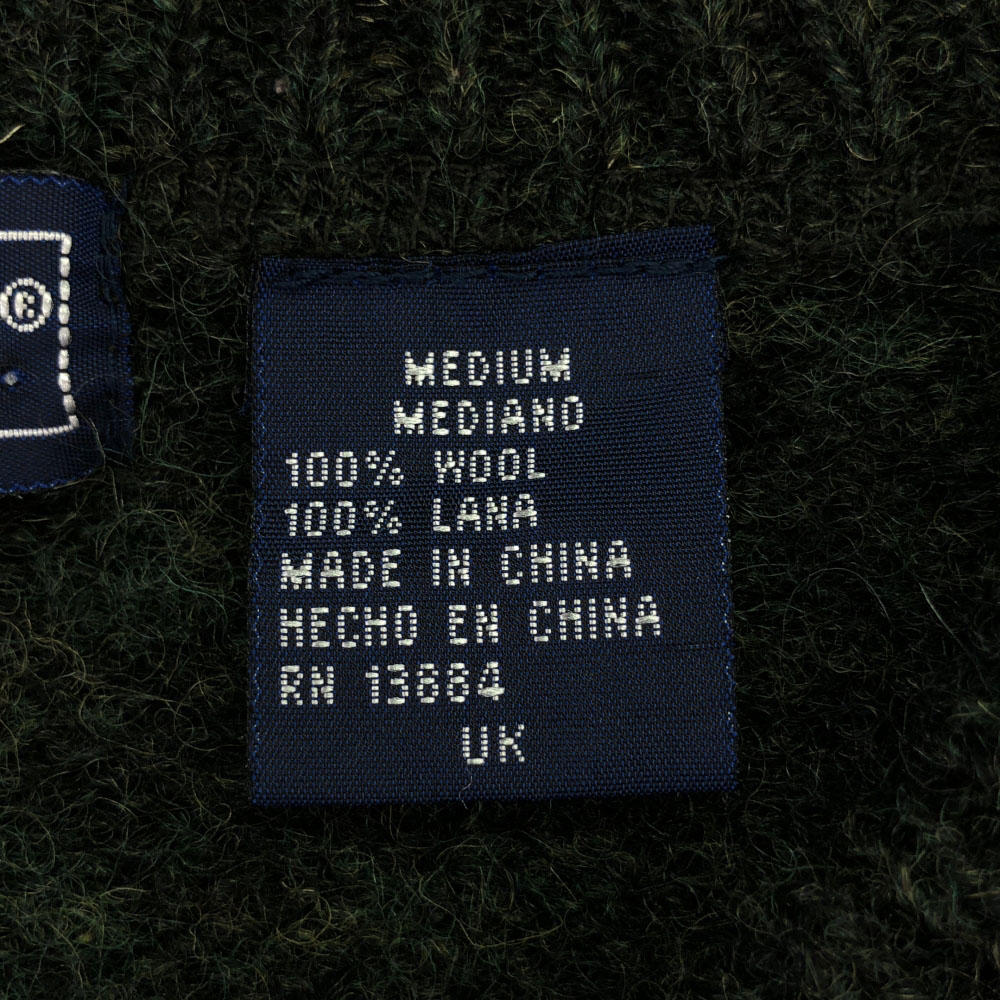 ®
MEDIUM
MEDIANO
100% WOOL
100% LANA
MADE IN CHINA
HECHO EN CHINA
RN 13884
UK